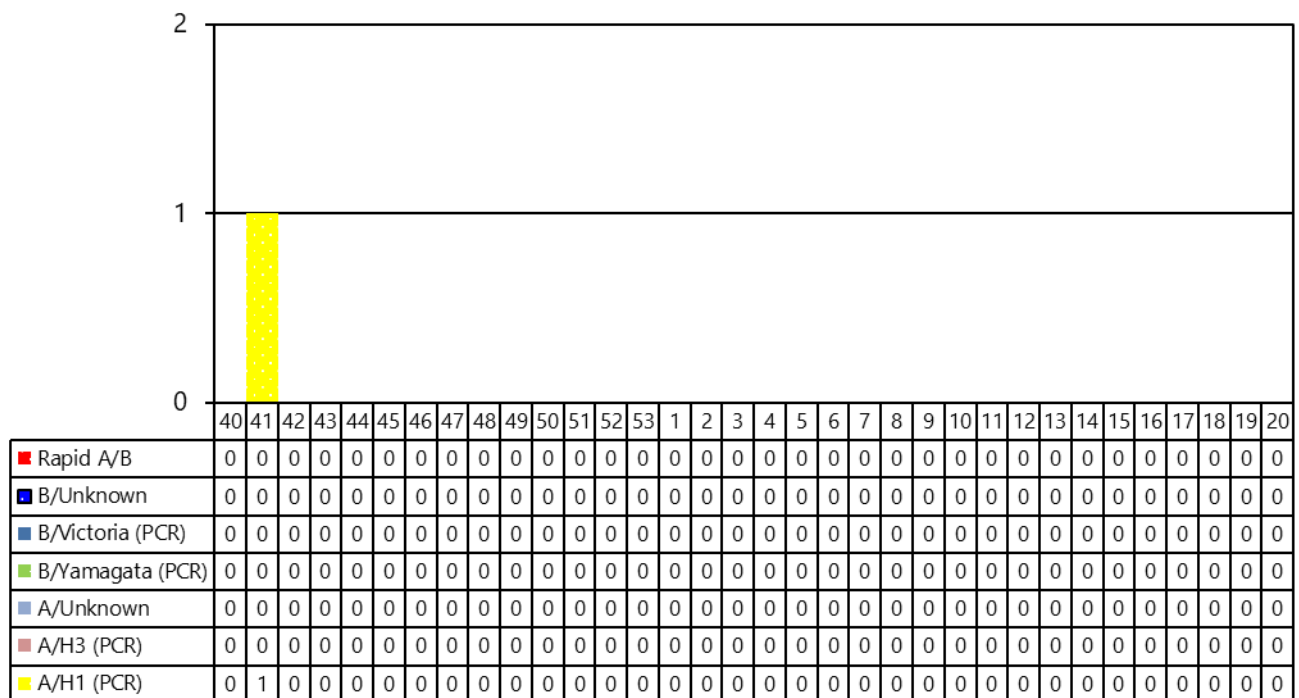 2
1
0
40 41 42 43 44 45 46 47 48 49 50 51 52 53 1 2 3 4 5 6 7 8 9 10 11 12 13 14 15 16 17 18 19 20
Rapid A/B 0 0 0 0 0 0 0 0 0 0 0 0 0 0 0 0 0 0 0 0 0 0 0 0 0 0 0 0 0 0 0 0 0 0
B/Unknown 0 0 0 0 0 0 0 0 0 0 0 0 0 0 0 0 0 0 0 0 0 0 0 0 0 0 0 0 0 0 0 0 0 0
B/Victoria (PCR) 0 0 0 0 0 0 0 0 0 0 0 0 0 0 0 0 0 0 0 0 0 0 0 0 0 0 0 0 0 0 0 0 0 0
B/Yamagata (PCR) 0 0 0 0 0 0 0 0 0 0 0 0 0 0 0 0 0 0 0 0 0 0 0 0 0 0 0 0 0 0 0 0 0 0
A/Unknown 0 0 0 0 0 0 0 0 0 0 0 0 0 0 0 0 0 0 0 0 0 0 0 0 0 0 0 0 0 0 0 0 0 0
A/H3 (PCR) 0 0 0 0 0 0 0 0 0 0 0 0 0 0 0 0 0 0 0 0 0 0 0 0 0 0 0 0 0 0 0 0 0 0
A/H1 (PCR) 0 1 0 0 0 0 0 0 0 0 0 0 0 0 0 0 0 0 0 0 0 0 0 0 0 0 0 0 0 0 0 0 0 0